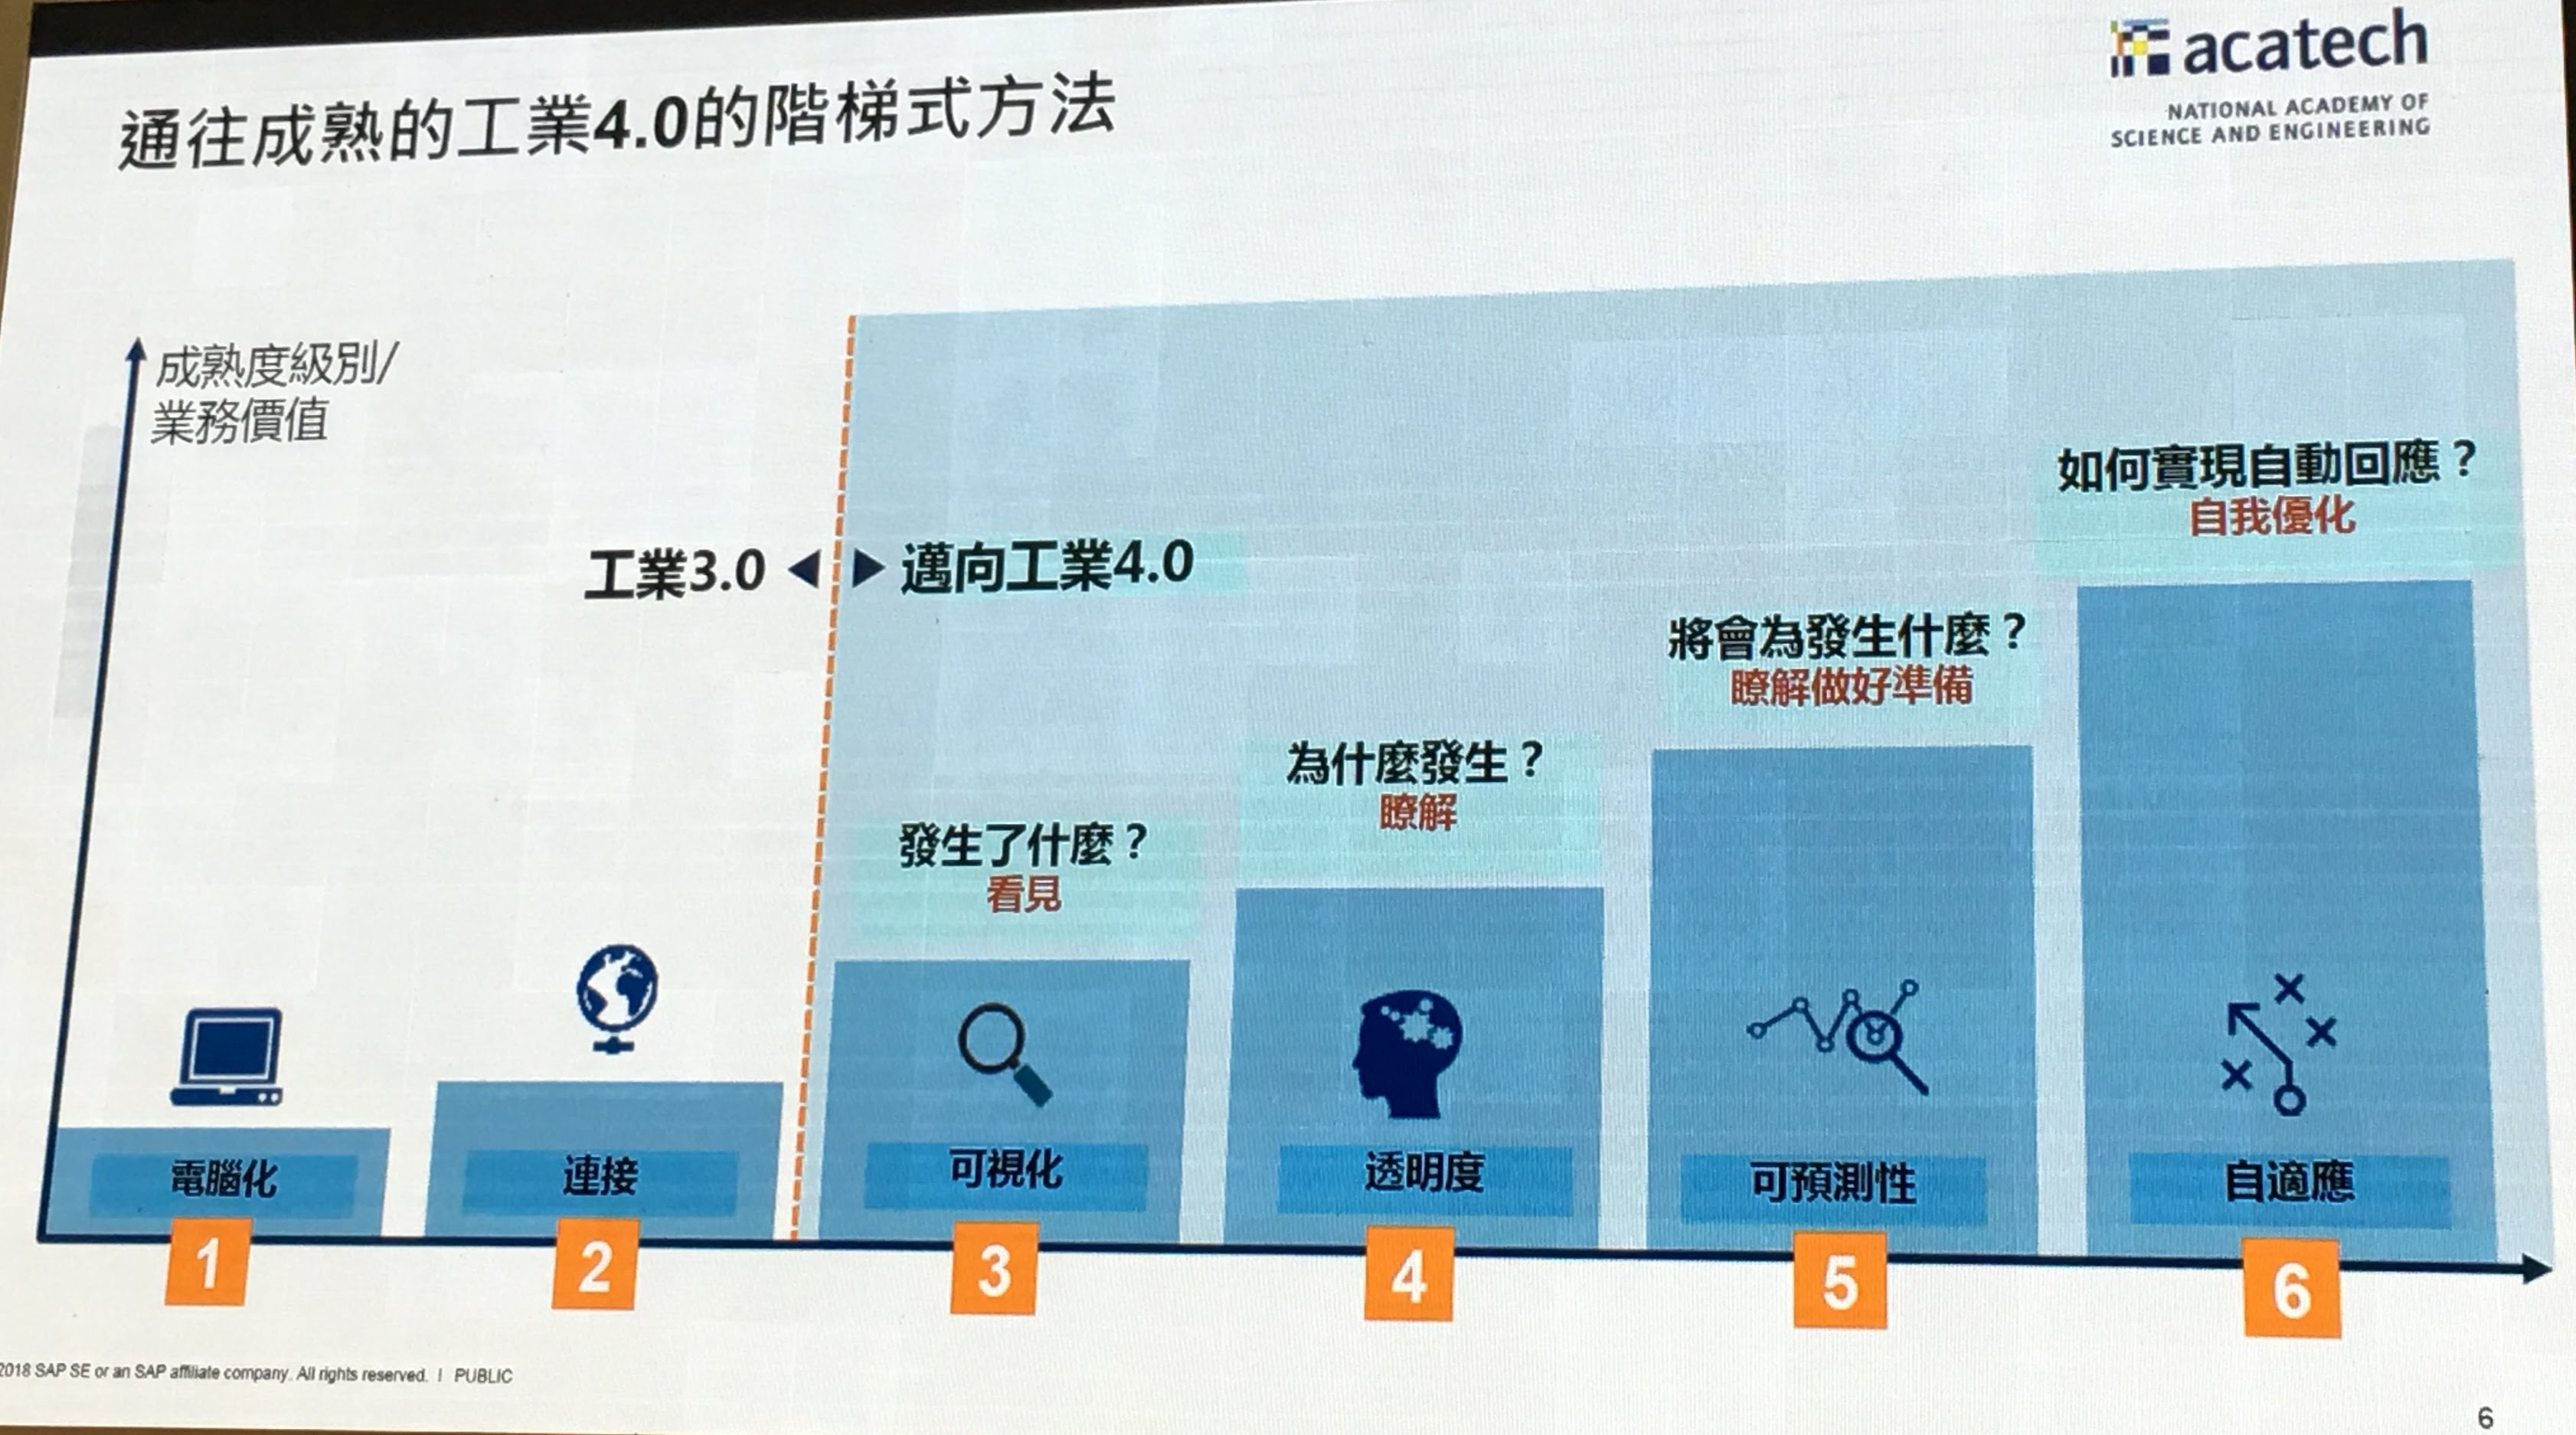 通往成熟的工業4.0的階梯式方法
acatech
NATIONAL ACADEMY OF
SCIENCE AND ENGINEERING
成熟度級別/
業務價值
工業3.0
邁向工業4.0
如何實現自動回應？
自我優化
將會為發生什麼？
瞭解做好準備
為什麼發生？
瞭解
發生了什麼？
看見
電腦化
連接
可視化
透明度
可預測性
自適應
1
2
3
4
5
6
2018 SAP SE or an SAP affiliate company. All rights reserved. | PUBLIC
6